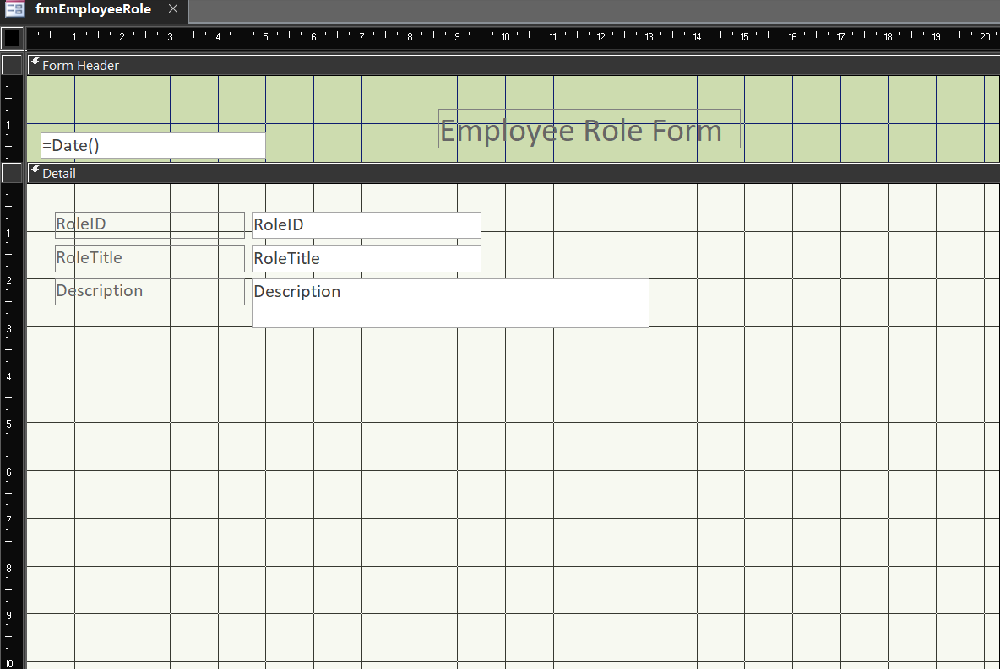 frmEmployeeRole
1 2 3 4 5 6 7 8 9 10 11 12 13 14 15 16 17 18 19 20
Form Header
1
Employee Role Form
=Date()
Detail
RoleID RoleID
1
RoleTitle RoleTitle
2
Description Description
3
4
5
6
7
8
9
10